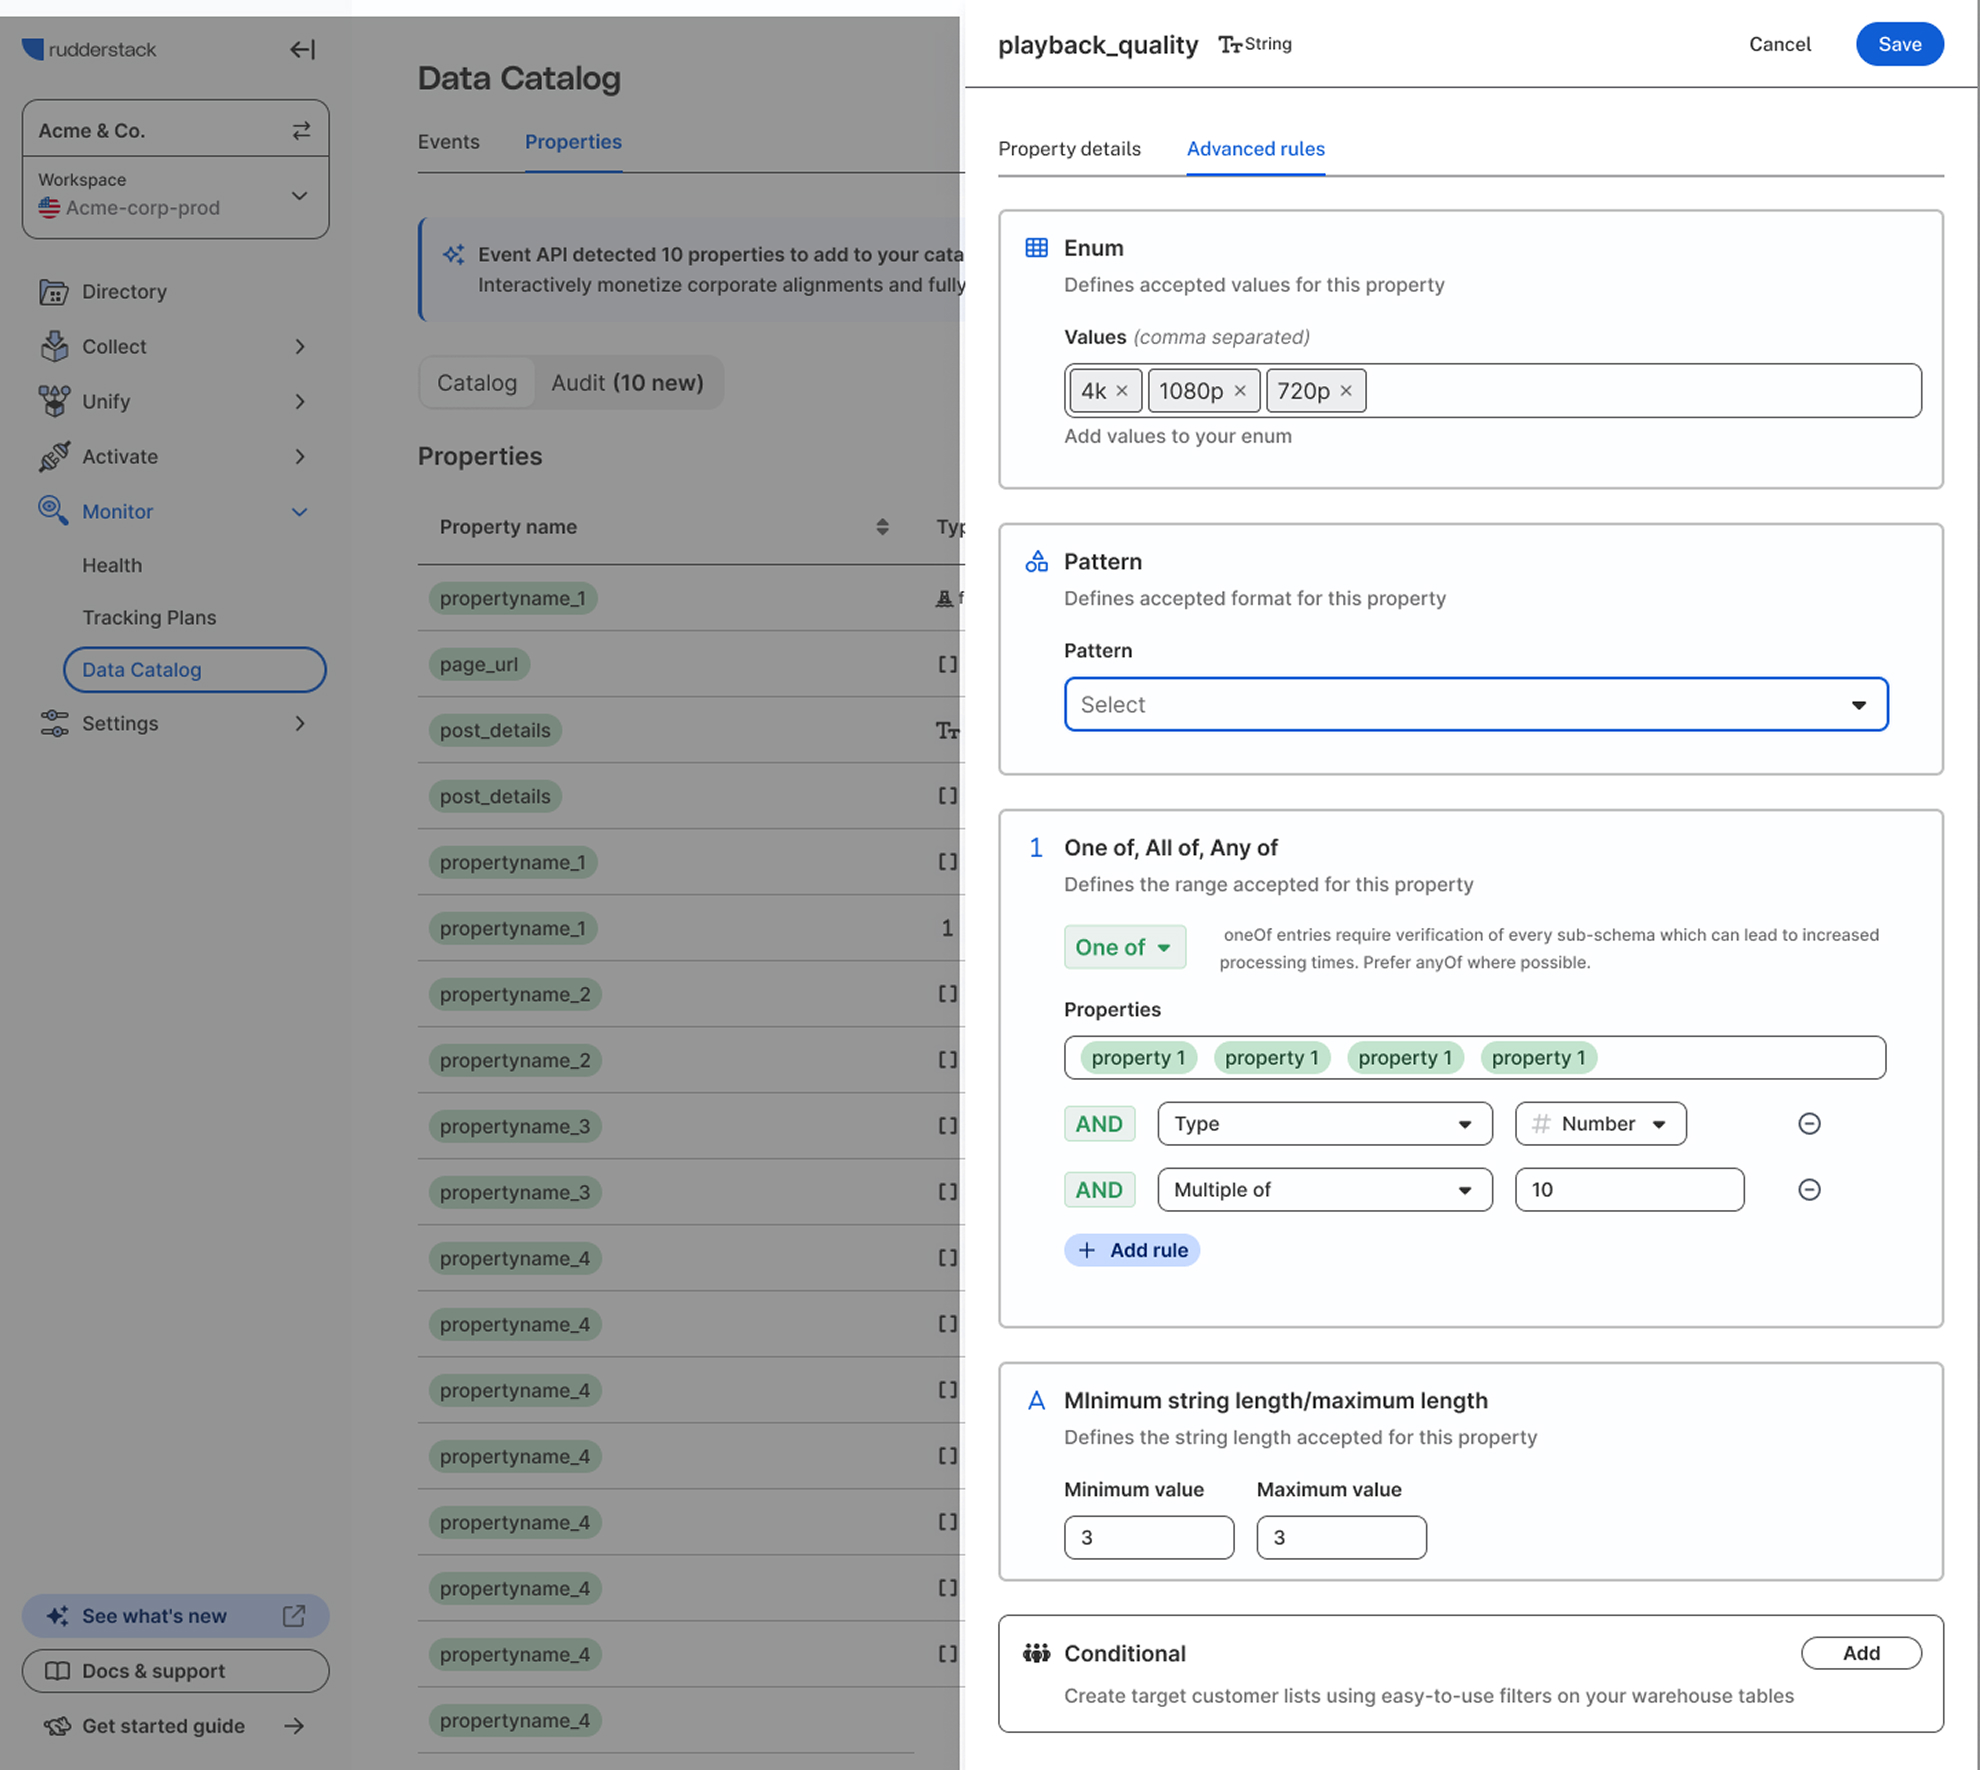 rudderstack
Acme & Co.
Workspace
Acme-corp-prod
Directory
Collect
Unify
Activate
Monitor
Health
Tracking Plans
Data Catalog
Settings
See what's new
Docs & support
Get started guide
Data Catalog
Events
Properties
Event API detected 10 properties to add to your cata
Interactively monetize corporate alignments and fully
Catalog
Audit (10 new)
Properties
Property name
Typ
propertyname_1
f
page_url
[]
post_details
Tт
post_details
[]
propertyname_1
[]
propertyname_1
1
propertyname_2
[]
propertyname_2
[]
propertyname_3
[]
propertyname_3
[]
propertyname_4
[]
propertyname_4
[]
propertyname_4
[]
propertyname_4
[]
propertyname_4
[]
propertyname_4
[]
propertyname_4
[]
propertyname_4
playback_quality
Tт String
Cancel
Save
Property details
Advanced rules
Enum
Defines accepted values for this property
Values (comma separated)
4k × 1080p × 720p ×
Add values to your enum
Pattern
Defines accepted format for this property
Pattern
Select
1 One of, All of, Any of
Defines the range accepted for this property
One of
oneOf entries require verification of every sub-schema which can lead to increased
processing times. Prefer anyOf where possible.
Properties
property 1 property 1 property 1 property 1
AND Type # Number
AND Multiple of 10
+ Add rule
A MInimum string length/maximum length
Defines the string length accepted for this property
Minimum value Maximum value
3 3
Conditional
Add
Create target customer lists using easy-to-use filters on your warehouse tables